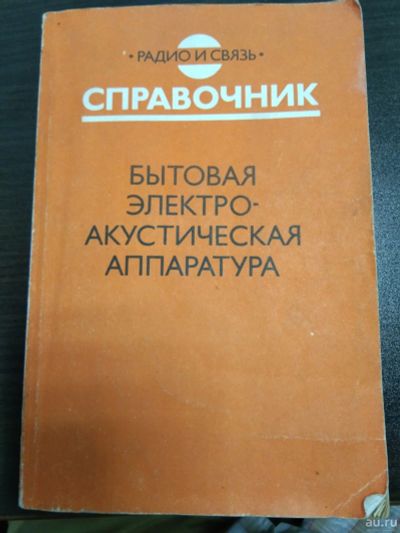 • РАДИО И СВЯЗЬ •
СПРАВОЧНИК
БЫТОВАЯ
ЭЛЕКТРО-
АКУСТИЧЕСКАЯ
АППАРАТУРА
au.ru